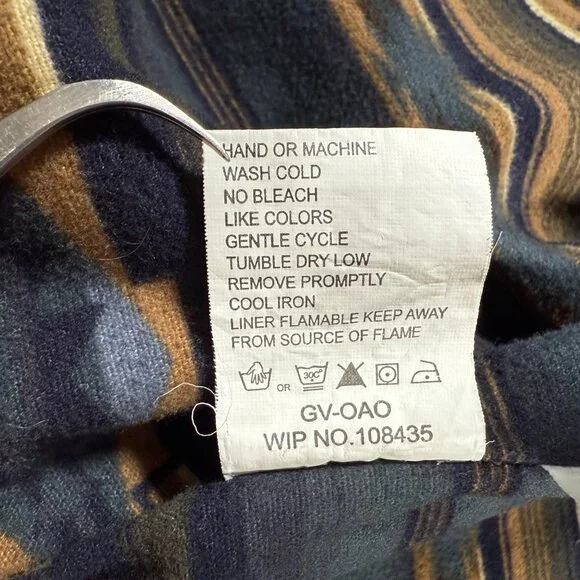 HAND OR MACHINE
WASH COLD
NO BLEACH
LIKE COLORS
GENTLE CYCLE
TUMBLE DRY LOW
REMOVE PROMPTLY
COOL IRON
LINER FLAMABLE KEEP AWAY
FROM SOURCE OF FLAME
OR 30C
GV-OAO
WIP NO.108435